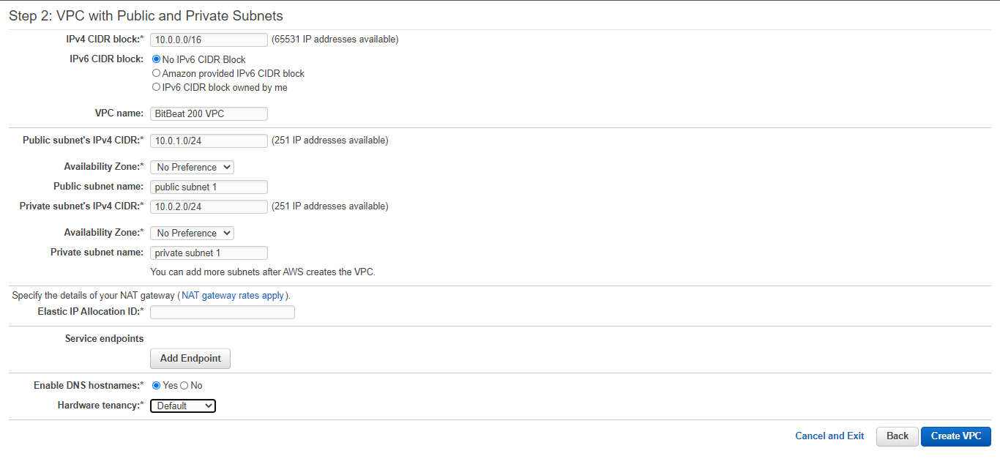 Step 2: VPC with Public and Private Subnets
IPv4 CIDR block:* 10.0.0.0/16 (65531 IP addresses available)
IPv6 CIDR block: No IPv6 CIDR Block
Amazon provided IPv6 CIDR block
IPv6 CIDR block owned by me
VPC name: BitBeat 200 VPC
Public subnet's IPv4 CIDR:* 10.0.1.0/24 (251 IP addresses available)
Availability Zone:* No Preference
Public subnet name: public subnet 1
Private subnet's IPv4 CIDR:* 10.0.2.0/24 (251 IP addresses available)
Availability Zone:* No Preference
Private subnet name: private subnet 1
You can add more subnets after AWS creates the VPC.
Specify the details of your NAT gateway (NAT gateway rates apply).
Elastic IP Allocation ID:*
Service endpoints
Add Endpoint
Enable DNS hostnames:* Yes No
Hardware tenancy:* Default
Cancel and Exit Back Create VPC